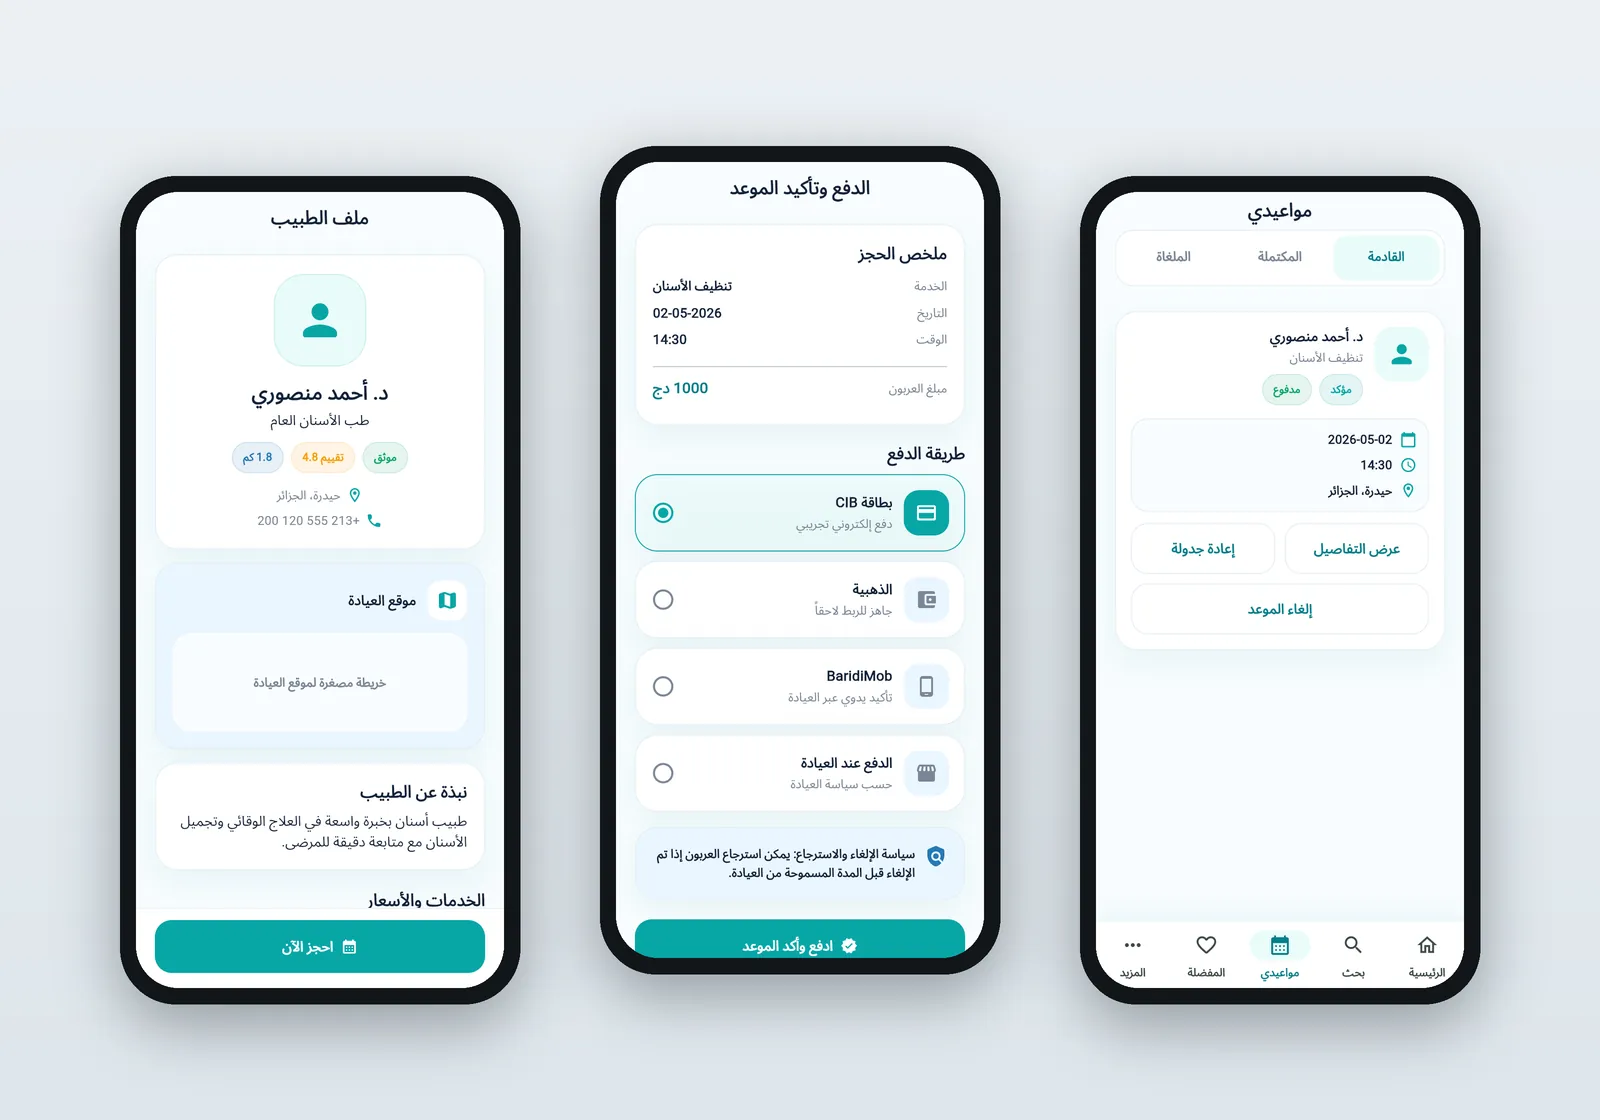 ملف الطبيب
د. أحمد منصوري
طب الأسنان العام
موثق
تقييم 4.8
1.8 كم
حيدرة، الجزائر
200 120 555 213+
موقع العيادة
خريطة مصغرة لموقع العيادة
نبذة عن الطبيب
طبيب أسنان بخبرة واسعة في العلاج الوقائي وتجميل
الأسنان مع متابعة دقيقة للمرضى.
الخدمات والأسعار
احجز الآن
الدفع وتأكيد الموعد
ملخص الحجز
الخدمة تنظيف الأسنان
التاريخ 02-05-2026
الوقت 14:30
مبلغ العربون 1000 دج
طريقة الدفع
بطاقة CIB
دفع إلكتروني تجريبي
الذهبية
جاهز للربط لاحقاً
BaridiMob
تأكيد يدوي عبر العيادة
الدفع عند العيادة
حسب سياسة العيادة
سياسة الإلغاء والاسترجاع: يمكن استرجاع العربون إذا تم
الإلغاء قبل المدة المسموحة من العيادة.
ادفع وأكد الموعد
مواعيدي
القادمة
المكتملة
الملغاة
د. أحمد منصوري
تنظيف الأسنان
مؤكد
مدفوع
2026-05-02
14:30
حيدرة، الجزائر
عرض التفاصيل
إعادة جدولة
إلغاء الموعد
الرئيسية
بحث
مواعيدي
المفضلة
المزيد